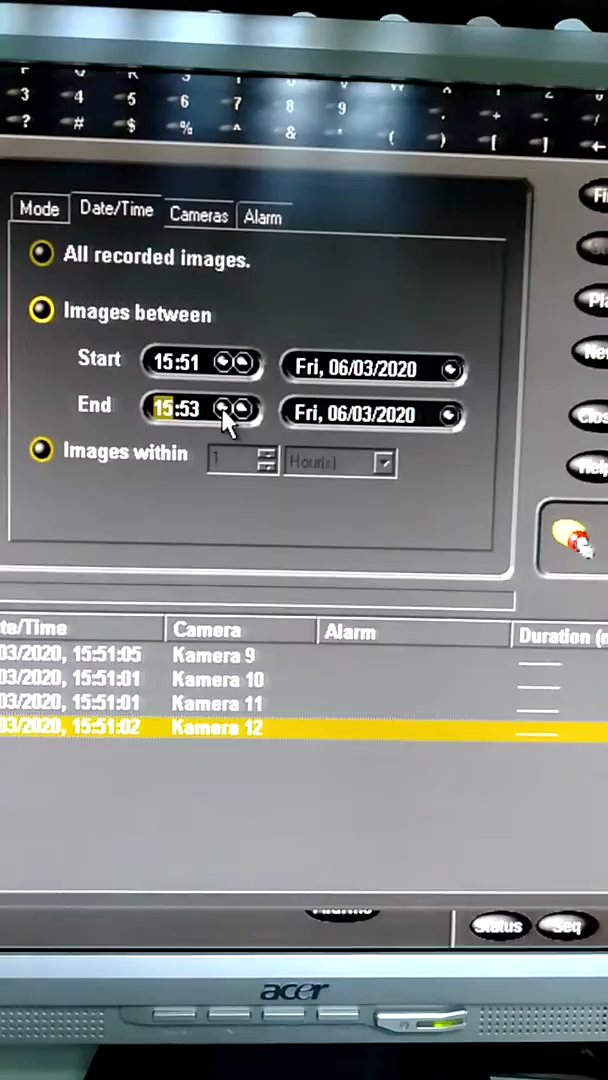 3 4 5 6 7 8 9
? # $ % ^ & * ( ) [ ]
Mode Date/Time Cameras Alarm
All recorded images.
Images between
Start 15:51 Fri, 06/03/2020
End 15:53 Fri, 06/03/2020
Images within 1 Hour(s)
te/Time Camera Alarm Duration (
03/2020, 15:51:05 Kamera 9
03/2020, 15:51:01 Kamera 10
03/2020, 15:51:01 Kamera 11
03/2020, 15:51:02 Kamera 12
Status Seq
acer